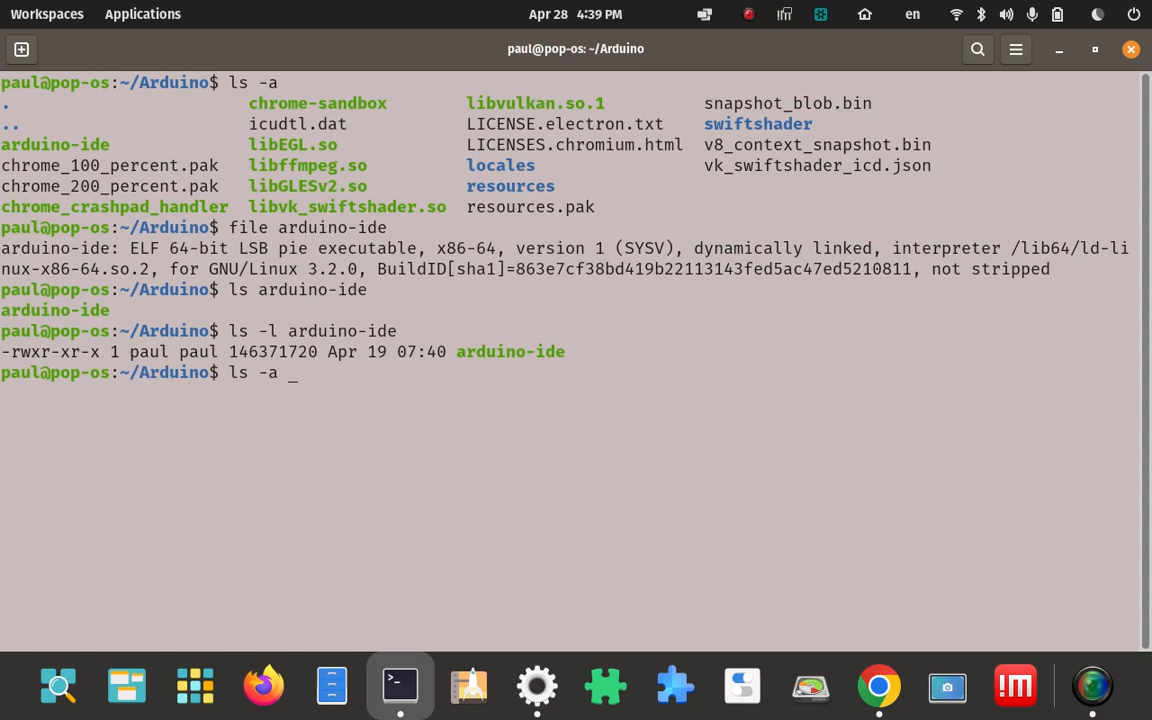 Workspaces Applications Apr 28 4:39 PM en
paul@pop-os: ~/Arduino
paul@pop-os:~/Arduino$ ls -a
. chrome-sandbox libvulkan.so.1 snapshot_blob.bin
.. icudtl.dat LICENSE.electron.txt swiftshader
arduino-ide libEGL.so LICENSES.chromium.html v8_context_snapshot.bin
chrome_100_percent.pak libffmpeg.so locales vk_swiftshader_icd.json
chrome_200_percent.pak libGLESv2.so resources
chrome_crashpad_handler libvk_swiftshader.so resources.pak
paul@pop-os:~/Arduino$ file arduino-ide
arduino-ide: ELF 64-bit LSB pie executable, x86-64, version 1 (SYSV), dynamically linked, interpreter /lib64/ld-li
nux-x86-64.so.2, for GNU/Linux 3.2.0, BuildID[sha1]=863e7cf38bd419b22113143fed5ac47ed5210811, not stripped
paul@pop-os:~/Arduino$ ls arduino-ide
arduino-ide
paul@pop-os:~/Arduino$ ls -l arduino-ide
-rwxr-xr-x 1 paul paul 146371720 Apr 19 07:40 arduino-ide
paul@pop-os:~/Arduino$ ls -a _
>_ !M